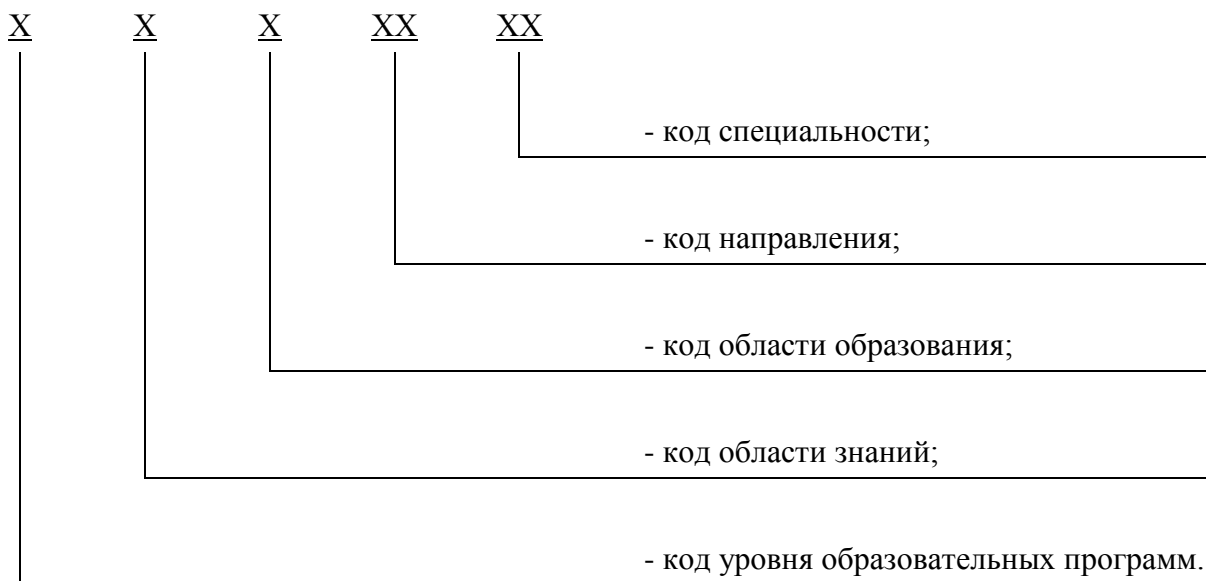 X X X XX XX
- код специальности;
- код направления;
- код области образования;
- код области знаний;
- код уровня образовательных программ.